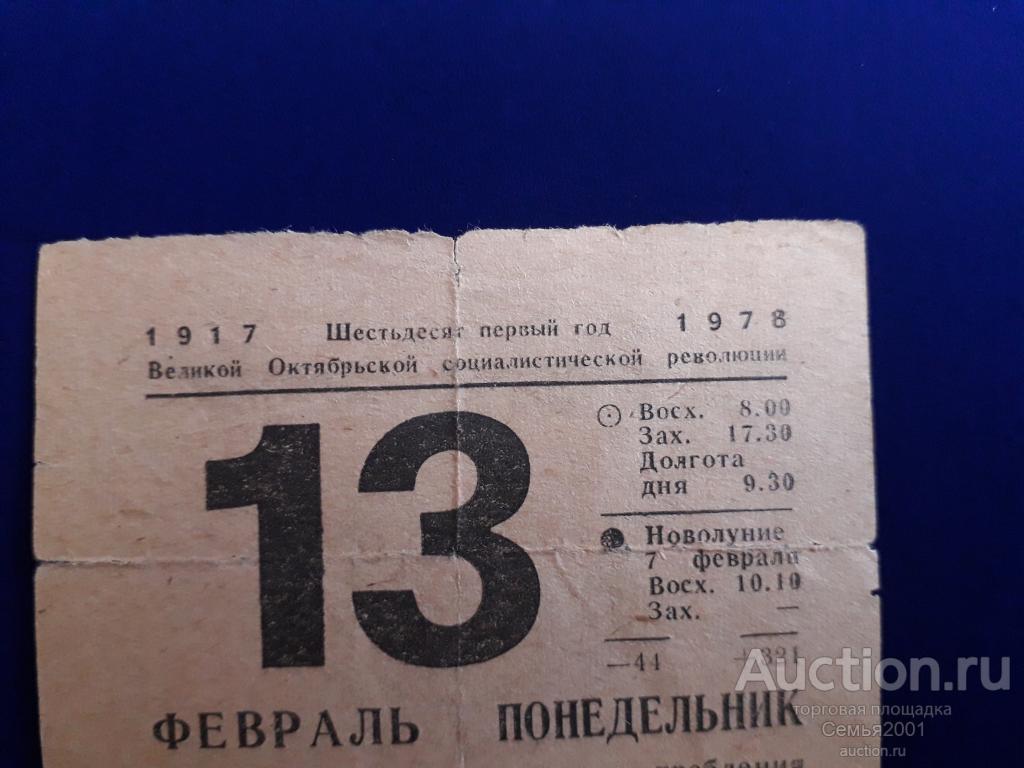 1917 Шестьдесят первый год 1978
Великой Октябрьской социалистической революции
13
Восх. 8.00
Зах. 17.30
Долгота
дня 9.30
Новолуние
7 февраля
Восх. 10.10
Зах. —
—44 —321
ФЕВРАЛЬ ПОНЕДЕЛЬНИК
Auction.ru
торговая площадка
Семья2001
auction.ru